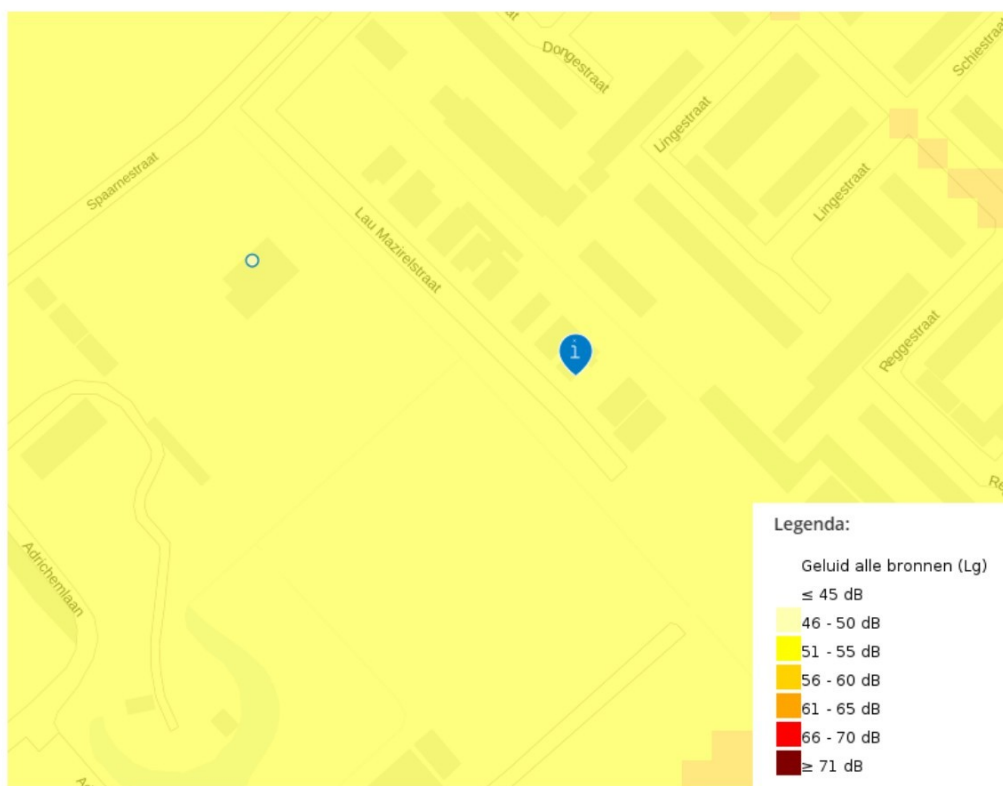 Dongestraat
Schiestraat
Lingestraat
Spaarnestraat
Lingestraat
Lau Mazirelstraat
Reggestraat
i
Adrichemlaan
Legenda:
Geluid alle bronnen (Lg)
≤ 45 dB
46 - 50 dB
51 - 55 dB
56 - 60 dB
61 - 65 dB
66 - 70 dB
≥ 71 dB